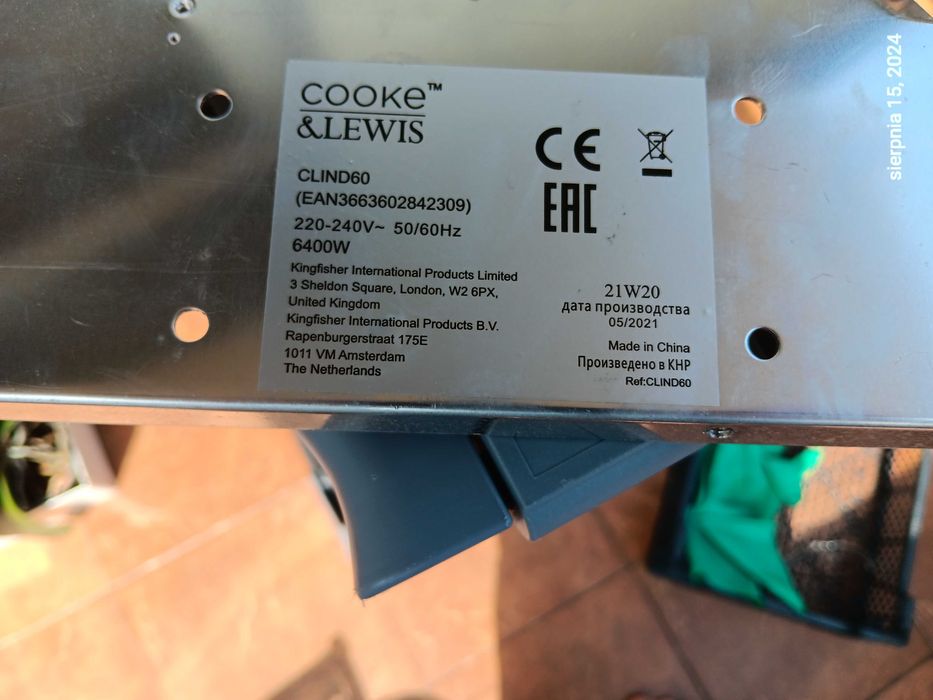 COOKe™
&LEWIS
CLIND60
(EAN3663602842309)
220-240V~ 50/60Hz
6400W
Kingfisher International Products Limited
3 Sheldon Square, London, W2 6PX,
United Kingdom
Kingfisher International Products B.V.
Rapenburgerstraat 175E
1011 VM Amsterdam
The Netherlands
CE
EAC
21W20
дата производства
05/2021
Made in China
Произведено в КНР
Ref:CLIND60
sierpnia 15, 2024